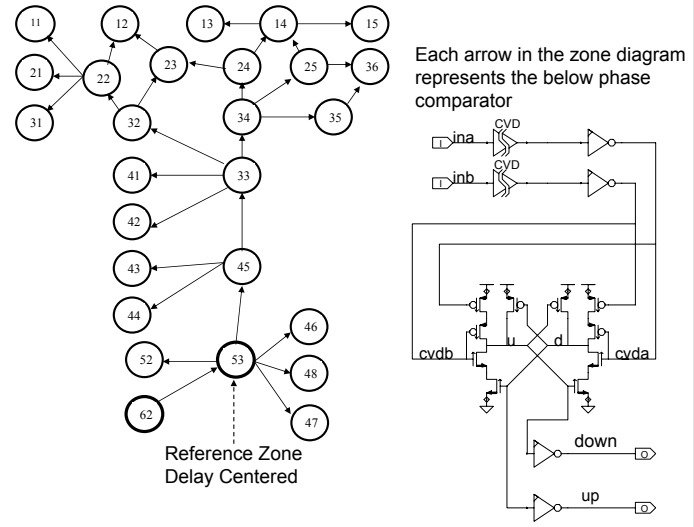 11
12
13
14
15
21
22
23
24
25
36
31
32
34
35
41
33
42
43
45
44
46
52
53
48
62
47
Reference Zone
Delay Centered
Each arrow in the zone diagram
represents the below phase
comparator
I ina CVD
I inb CVD
cvdb u d cvda
down O
up O